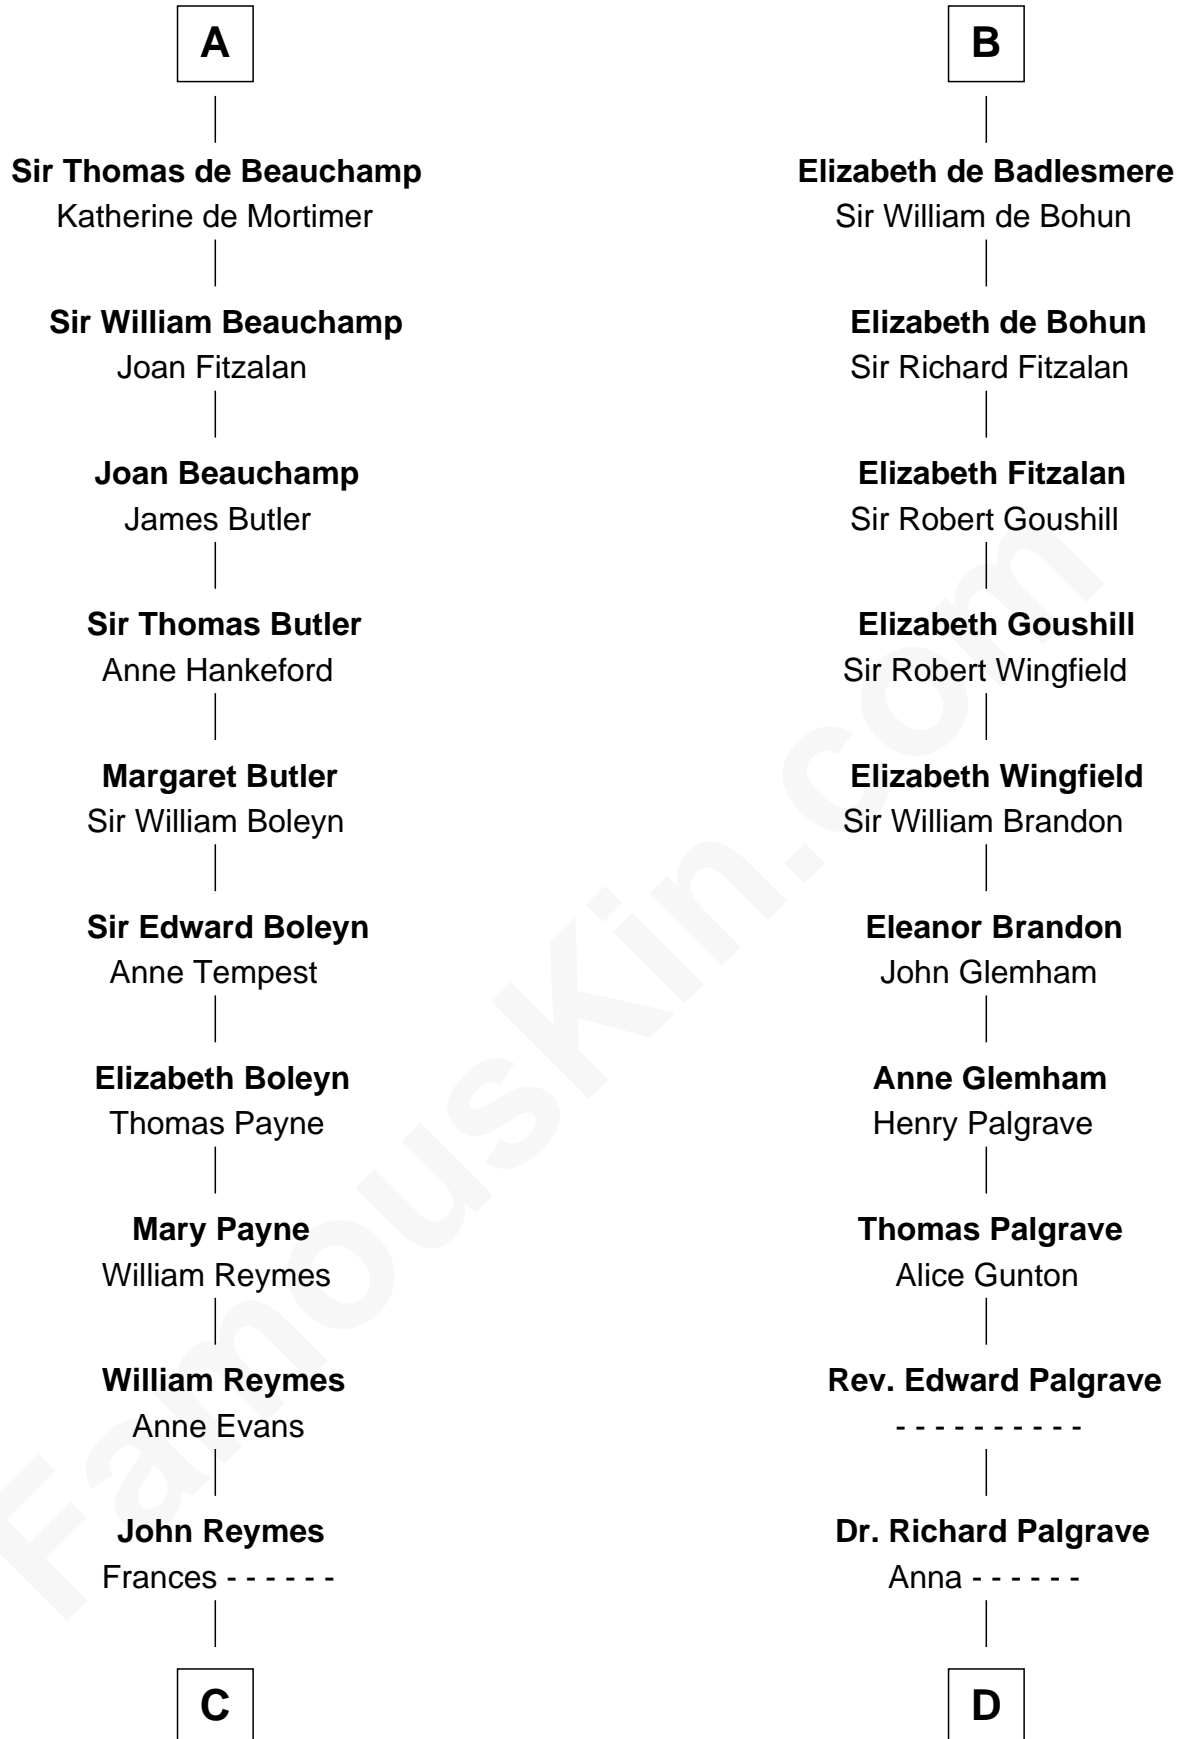 A
Sir Thomas de Beauchamp
Katherine de Mortimer
Sir William Beauchamp
Joan Fitzalan
Joan Beauchamp
James Butler
Sir Thomas Butler
Anne Hankeford
Margaret Butler
Sir William Boleyn
Sir Edward Boleyn
Anne Tempest
Elizabeth Boleyn
Thomas Payne
Mary Payne
William Reymes
William Reymes
Anne Evans
John Reymes
Frances - - - - - -
C
B
Elizabeth de Badlesmere
Sir William de Bohun
Elizabeth de Bohun
Sir Richard Fitzalan
Elizabeth Fitzalan
Sir Robert Goushill
Elizabeth Goushill
Sir Robert Wingfield
Elizabeth Wingfield
Sir William Brandon
Eleanor Brandon
John Glemham
Anne Glemham
Henry Palgrave
Thomas Palgrave
Alice Gunton
Rev. Edward Palgrave
- - - - - - - - - -
Dr. Richard Palgrave
Anna - - - - - -
D
FamousKin.com